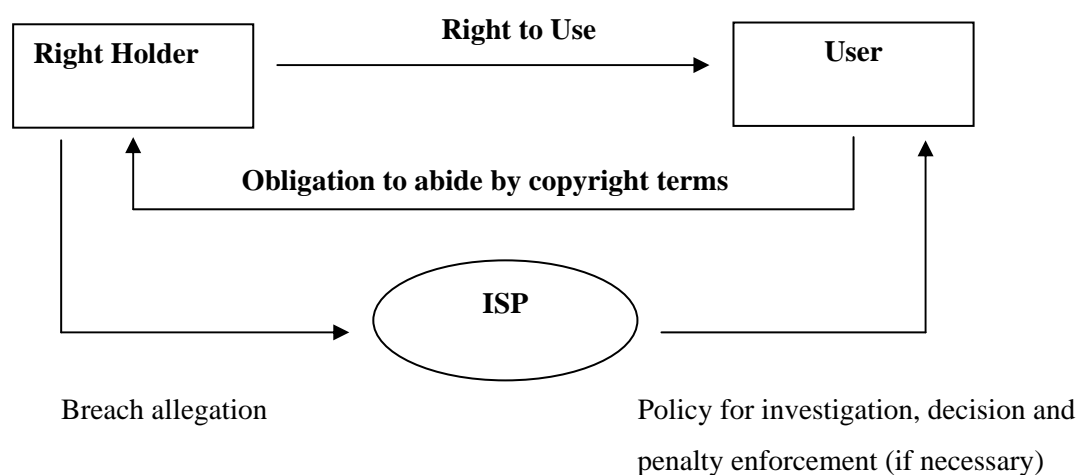 Right to Use
Right Holder
User
Obligation to abide by copyright terms
ISP
Breach allegation
Policy for investigation, decision and
penalty enforcement (if necessary)